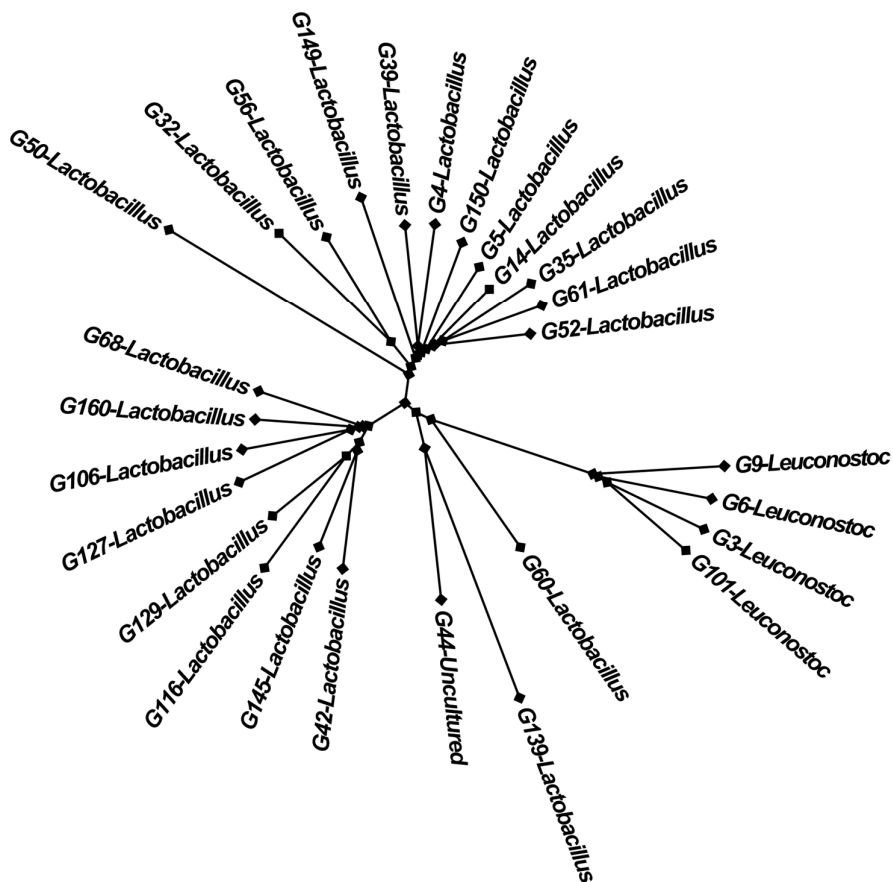 G50-Lactobacillus
G32-Lactobacillus
G56-Lactobacillus
G149-Lactobacillus
G39-Lactobacillus
G4-Lactobacillus
G150-Lactobacillus
G5-Lactobacillus
G14-Lactobacillus
G35-Lactobacillus
G61-Lactobacillus
G52-Lactobacillus
G68-Lactobacillus
G160-Lactobacillus
G106-Lactobacillus
G127-Lactobacillus
G129-Lactobacillus
G116-Lactobacillus
G145-Lactobacillus
G42-Lactobacillus
G44-Uncultured
G139-Lactobacillus
G60-Lactobacillus
G9-Leuconostoc
G6-Leuconostoc
G3-Leuconostoc
G101-Leuconostoc